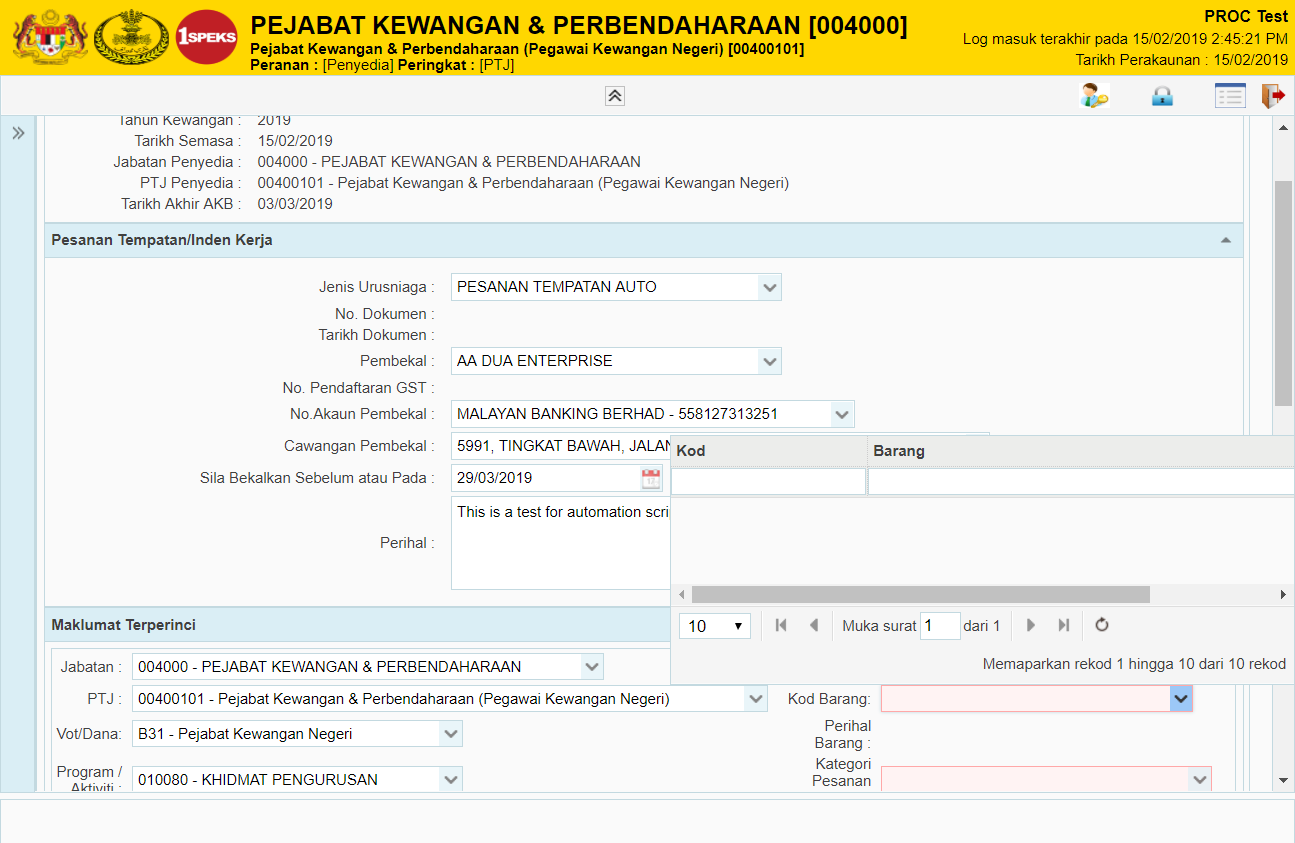 1SPEKS
PEJABAT KEWANGAN & PERBENDAHARAAN [004000]
Pejabat Kewangan & Perbendaharaan (Pegawai Kewangan Negeri) [00400101]
Peranan : [Penyedia] Peringkat : [PTJ]
PROC Test
Log masuk terakhir pada 15/02/2019 2:45:21 PM
Tarikh Perakaunan : 15/02/2019
Tahun Kewangan : 2019
Tarikh Semasa : 15/02/2019
Jabatan Penyedia : 004000 - PEJABAT KEWANGAN & PERBENDAHARAAN
PTJ Penyedia : 00400101 - Pejabat Kewangan & Perbendaharaan (Pegawai Kewangan Negeri)
Tarikh Akhir AKB : 03/03/2019
Pesanan Tempatan/Inden Kerja
Jenis Urusniaga : PESANAN TEMPATAN AUTO
No. Dokumen :
Tarikh Dokumen :
Pembekal : AA DUA ENTERPRISE
No. Pendaftaran GST :
No.Akaun Pembekal : MALAYAN BANKING BERHAD - 558127313251
Cawangan Pembekal : 5991, TINGKAT BAWAH, JALAN
Sila Bekalkan Sebelum atau Pada : 29/03/2019
Perihal : This is a test for automation scri
Kod Barang
10 Muka surat 1 dari 1
Memaparkan rekod 1 hingga 10 dari 10 rekod
Maklumat Terperinci
Jabatan : 004000 - PEJABAT KEWANGAN & PERBENDAHARAAN
PTJ : 00400101 - Pejabat Kewangan & Perbendaharaan (Pegawai Kewangan Negeri)
Vot/Dana: B31 - Pejabat Kewangan Negeri
Program /
Aktiviti : 010080 - KHIDMAT PENGURUSAN
Kod Barang:
Perihal
Barang :
Kategori
Pesanan